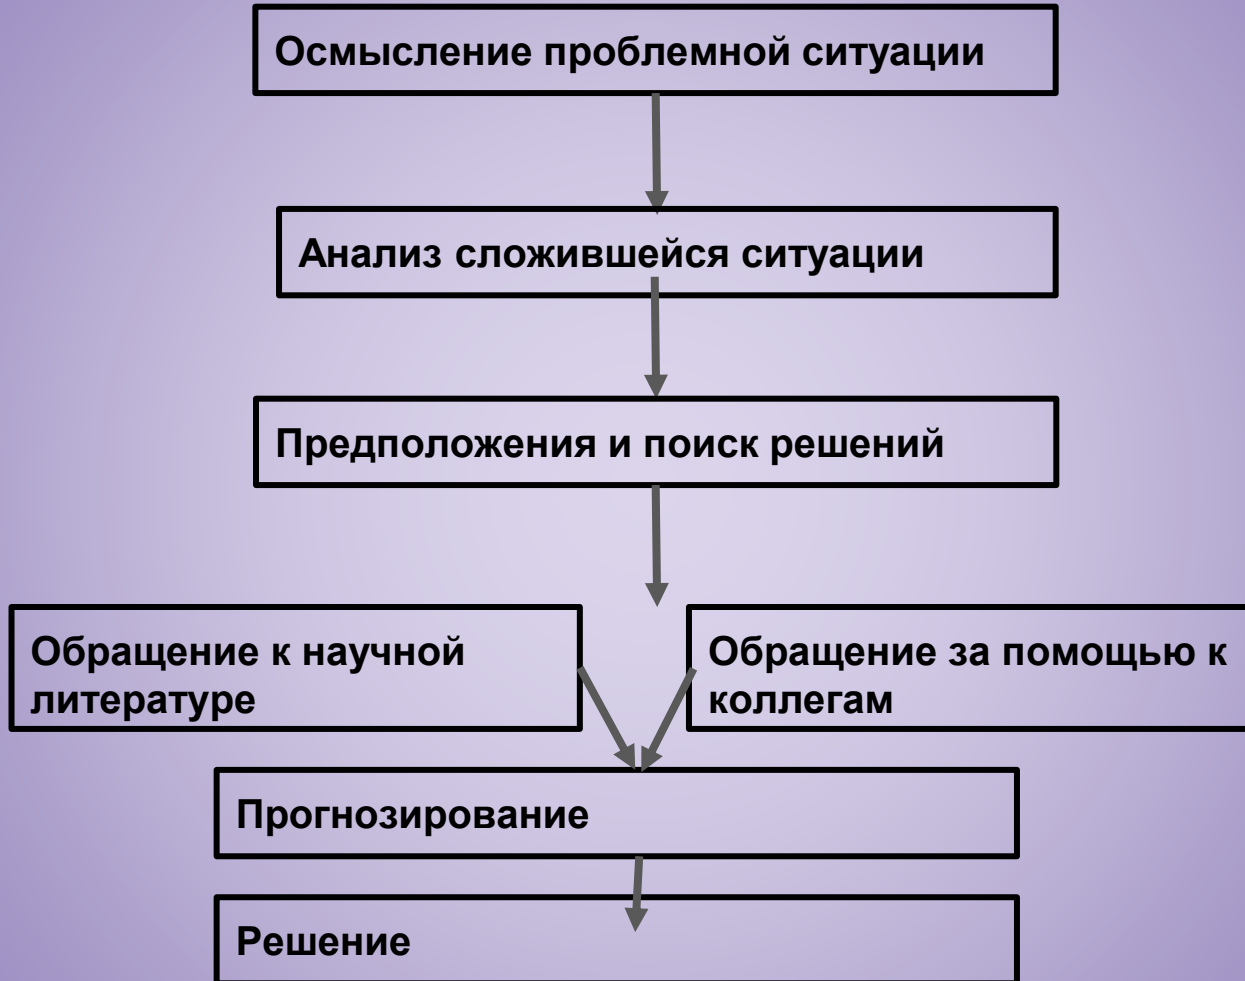 Осмысление проблемной ситуации
Анализ сложившейся ситуации
Предположения и поиск решений
Обращение к научной
литературе
Обращение за помощью к
коллегам
Прогнозирование
Решение